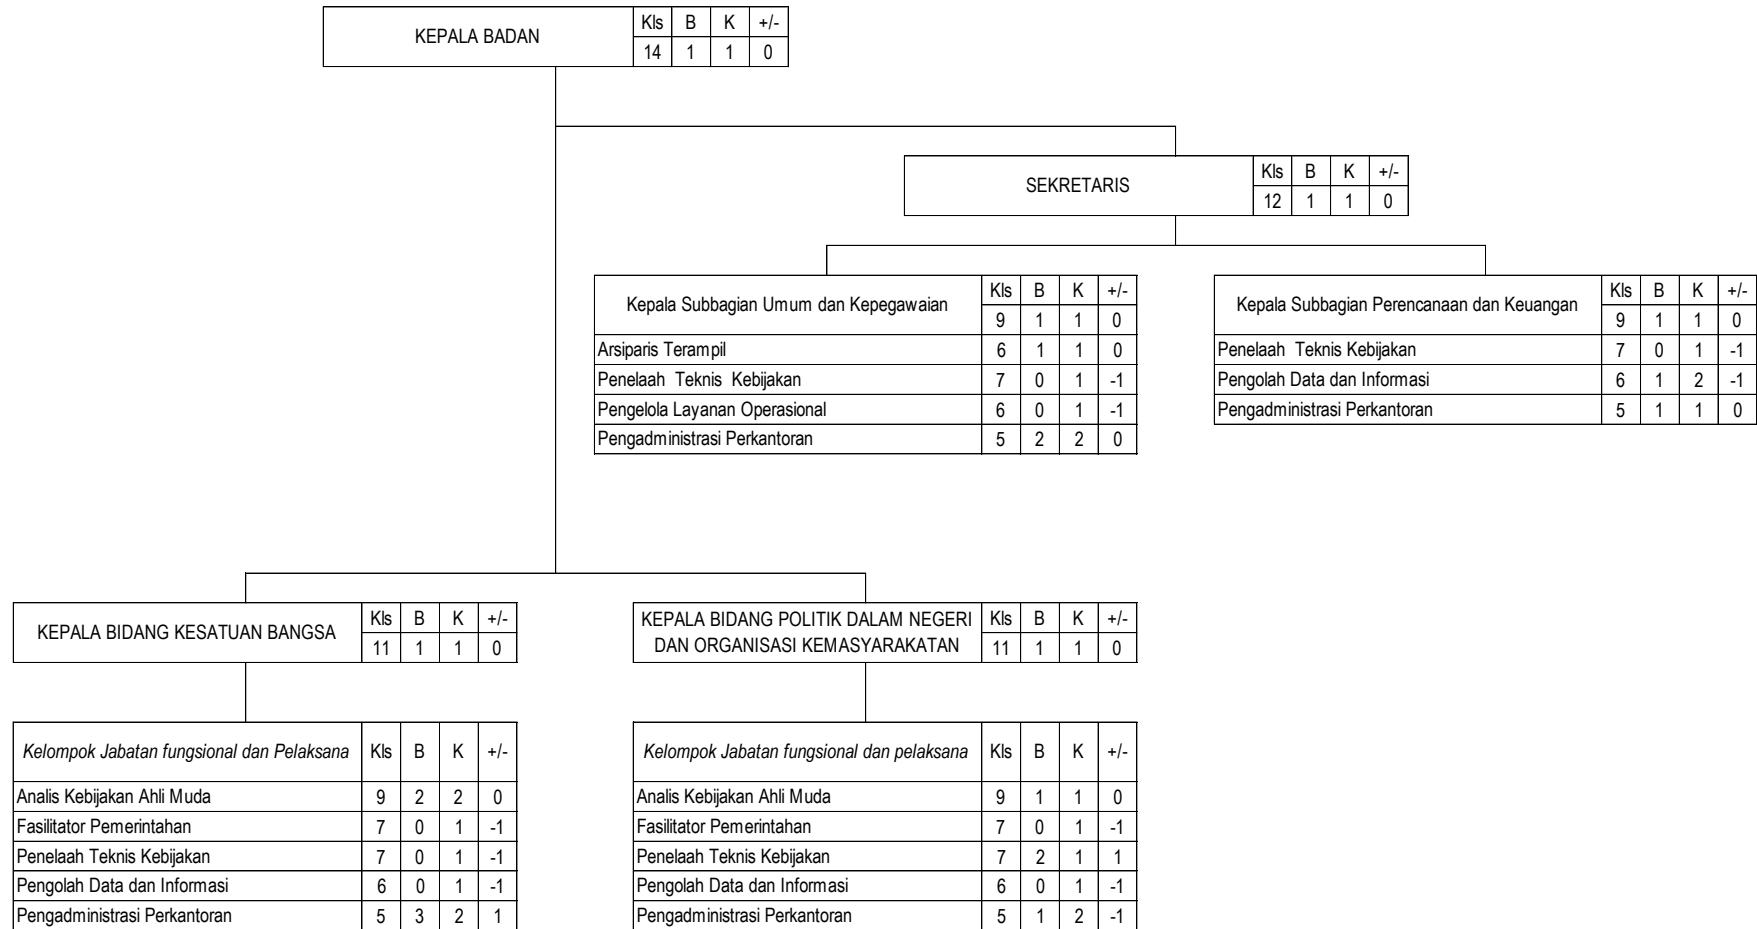 KEPALA BADAN Kls B K +/-
14 1 1 0
SEKRETARIS Kls B K +/-
12 1 1 0
Kepala Subbagian Umum dan Kepegawaian Kls B K +/-
9 1 1 0
Arsiparis Terampil 6 1 1 0
Penelaah Teknis Kebijakan 7 0 1 -1
Pengelola Layanan Operasional 6 0 1 -1
Pengadministrasi Perkantoran 5 2 2 0
Kepala Subbagian Perencanaan dan Keuangan Kls B K +/-
9 1 1 0
Penelaah Teknis Kebijakan 7 0 1 -1
Pengolah Data dan Informasi 6 1 2 -1
Pengadministrasi Perkantoran 5 1 1 0
KEPALA BIDANG KESATUAN BANGSA Kls B K +/-
11 1 1 0
Kelompok Jabatan fungsional dan Pelaksana Kls B K +/-
Analis Kebijakan Ahli Muda 9 2 2 0
Fasilitator Pemerintahan 7 0 1 -1
Penelaah Teknis Kebijakan 7 0 1 -1
Pengolah Data dan Informasi 6 0 1 -1
Pengadministrasi Perkantoran 5 3 2 1
KEPALA BIDANG POLITIK DALAM NEGERI Kls B K +/-
DAN ORGANISASI KEMASYARAKATAN 11 1 1 0
Kelompok Jabatan fungsional dan pelaksana Kls B K +/-
Analis Kebijakan Ahli Muda 9 1 1 0
Fasilitator Pemerintahan 7 0 1 -1
Penelaah Teknis Kebijakan 7 2 1 1
Pengolah Data dan Informasi 6 0 1 -1
Pengadministrasi Perkantoran 5 1 2 -1